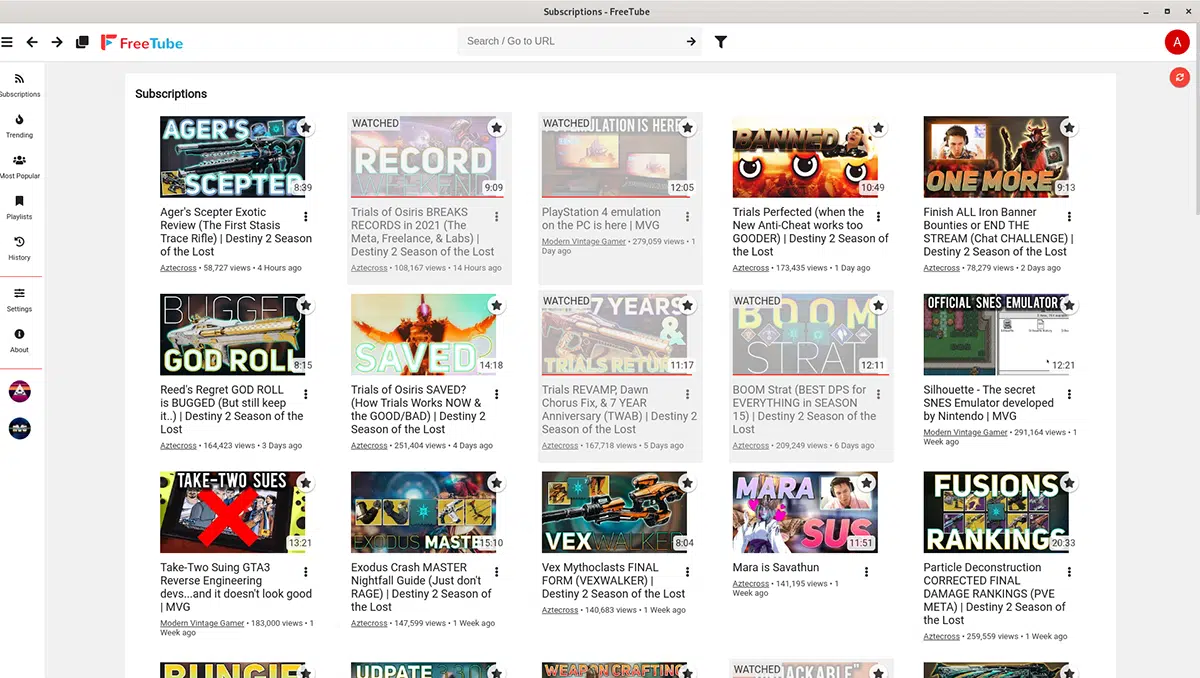 Subscriptions - FreeTube
FreeTube
Search / Go to URL
A
Subscriptions
Trending
Most Popular
Playlists
History
Settings
About
Subscriptions
AGER'S
SCEPTER
8:39
Ager's Scepter Exotic
Review (The First Stasis
Trace Rifle) | Destiny 2 Season
of the Lost
Aztecross • 58,727 views • 4 Hours ago
WATCHED
RECORD
WEEKEND
9:09
Trials of Osiris BREAKS
RECORDS in 2021 (The
Meta, Freelance, & Labs) |
Destiny 2 Season of the Lost
Aztecross • 108,167 views • 14 Hours ago
WATCHED
EMULATION IS HERE
12:05
PlayStation 4 emulation
on the PC is here | MVG
Modern Vintage Gamer • 279,059 views • 1
Day ago
BANNED
10:49
Trials Perfected (when the
New Anti-Cheat works too
GOODER) | Destiny 2 Season of
the Lost
Aztecross • 173,435 views • 1 Day ago
ONE MORE
9:13
Finish ALL Iron Banner
Bounties or END THE
STREAM (Chat CHALLENGE) |
Destiny 2 Season of the Lost
Aztecross • 78,279 views • 2 Days ago
BUGGED
GOD ROLL
8:15
Reed's Regret GOD ROLL
is BUGGED (But still keep
it..) | Destiny 2 Season of the
Lost
Aztecross • 164,423 views • 3 Days ago
SAVED?
14:18
Trials of Osiris SAVED?
(How Trials Works NOW &
the GOOD/BAD) | Destiny 2
Season of the Lost
Aztecross • 251,404 views • 4 Days ago
WATCHED
7 YEARS
&
TRIALS RETURN
11:17
Trials REVAMP, Dawn
Chorus Fix, & 7 YEAR
Anniversary (TWAB) | Destiny 2
Season of the Lost
Aztecross • 167,718 views • 5 Days ago
WATCHED
BOOM
STRAT
12:11
BOOM Strat (BEST DPS for
EVERYTHING in SEASON
15) | Destiny 2 Season of the
Lost
Aztecross • 209,249 views • 6 Days ago
OFFICIAL SNES EMULATOR?
12:21
Silhouette - The secret
SNES Emulator developed
by Nintendo | MVG
Modern Vintage Gamer • 291,164 views • 1
Week ago
TAKE-TWO SUES
13:21
Take-Two Suing GTA3
Reverse Engineering
devs...and it doesn't look good
| MVG
Modern Vintage Gamer • 183,000 views • 1
Week ago
EXODUS MASTER
15:10
Exodus Crash MASTER
Nightfall Guide (Just don't
RAGE) | Destiny 2 Season of
the Lost
Aztecross • 147,599 views • 1 Week ago
VEXWALKER
8:04
Vex Mythoclass FINAL
FORM (VEXWALKER) |
Destiny 2 Season of the Lost
Aztecross • 140,683 views • 1 Week ago
MARA
SUS
11:51
Mara is Savathun
Aztecross • 141,195 views • 1
Week ago
FUSIONS
RANKINGS
20:33
Particle Deconstruction
CORRECTED FINAL
DAMAGE RANKINGS (PVE
META) | Destiny 2 Season of
the Lost
Aztecross • 259,559 views • 1 Week ago
BUNGIE
UDPATE
WEAPON GRAFTING
WATCHED